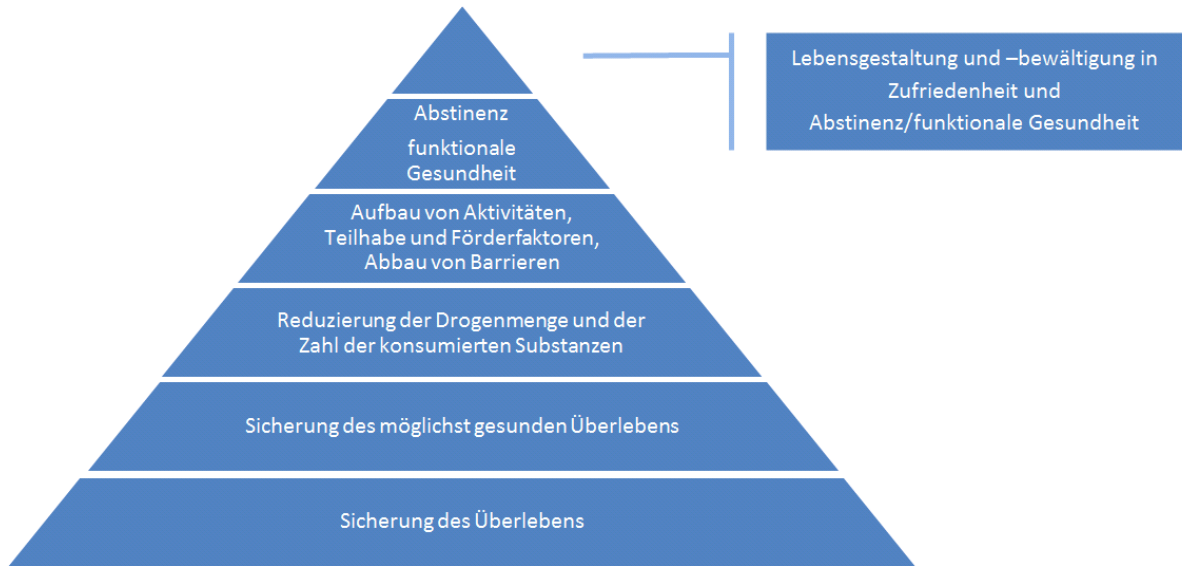 Lebensgestaltung und –bewältigung in
Zufriedenheit und
Abstinenz/funktionale Gesundheit
Abstinenz
funktionale
Gesundheit
Aufbau von Aktivitäten,
Teilhabe und Förderfaktoren,
Abbau von Barrieren
Reduzierung der Drogenmenge und der
Zahl der konsumierten Substanzen
Sicherung des möglichst gesunden Überlebens
Sicherung des Überlebens